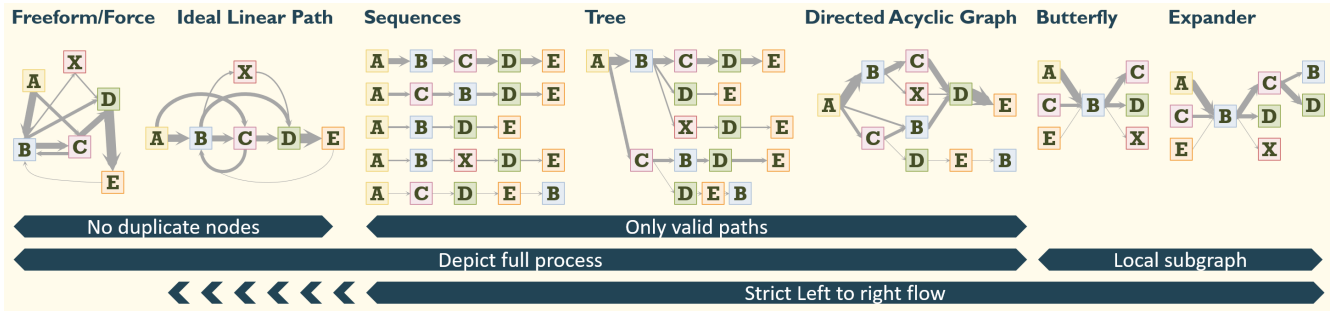 Freeform/Force Ideal Linear Path Sequences Tree Directed Acyclic Graph Butterfly Expander
X
A
D
B C
E
X
A B C D E
A B C D E
A C B D E
A B D E
A B X D E
A C D E B
A B C D E
D E
X D E
C B D E
D E B
C
B
X D
A E
B
C
D E B
A C
C B D
E X
B
A C
D
C B D
E X
No duplicate nodes Only valid paths
Depict full process Local subgraph
Strict Left to right flow